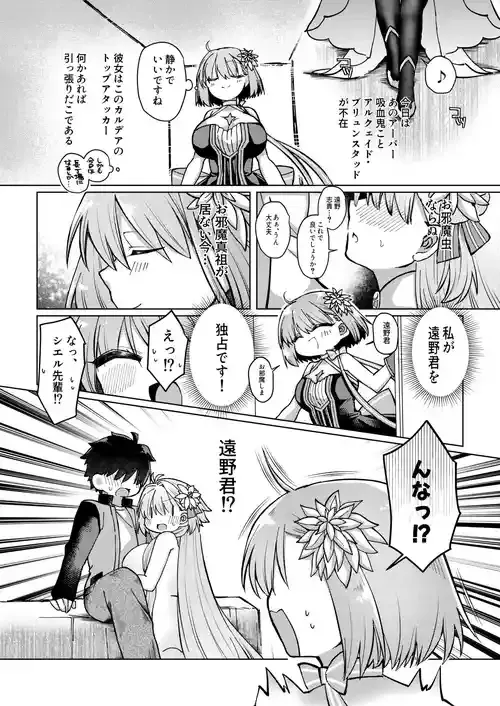 今日は
あのアーパー
吸血鬼こと
アルクェイド・
ブリュンスタッド
が不在
♪
静かで
いいですね
彼女はこのカルデアの
トップアタッカー
何かあれば
引っ張りだこである
お邪魔虫
ならぬ
遠野
志貴…?
これで
良いでしょうか?
あぁ、うん
大丈夫
お邪魔真祖が
居ない今…
私が
遠野君を
遠野君
お邪魔しま
独占です!
えっ!?
なっ、
シエル先輩!?
んなっ!?
遠野君!?